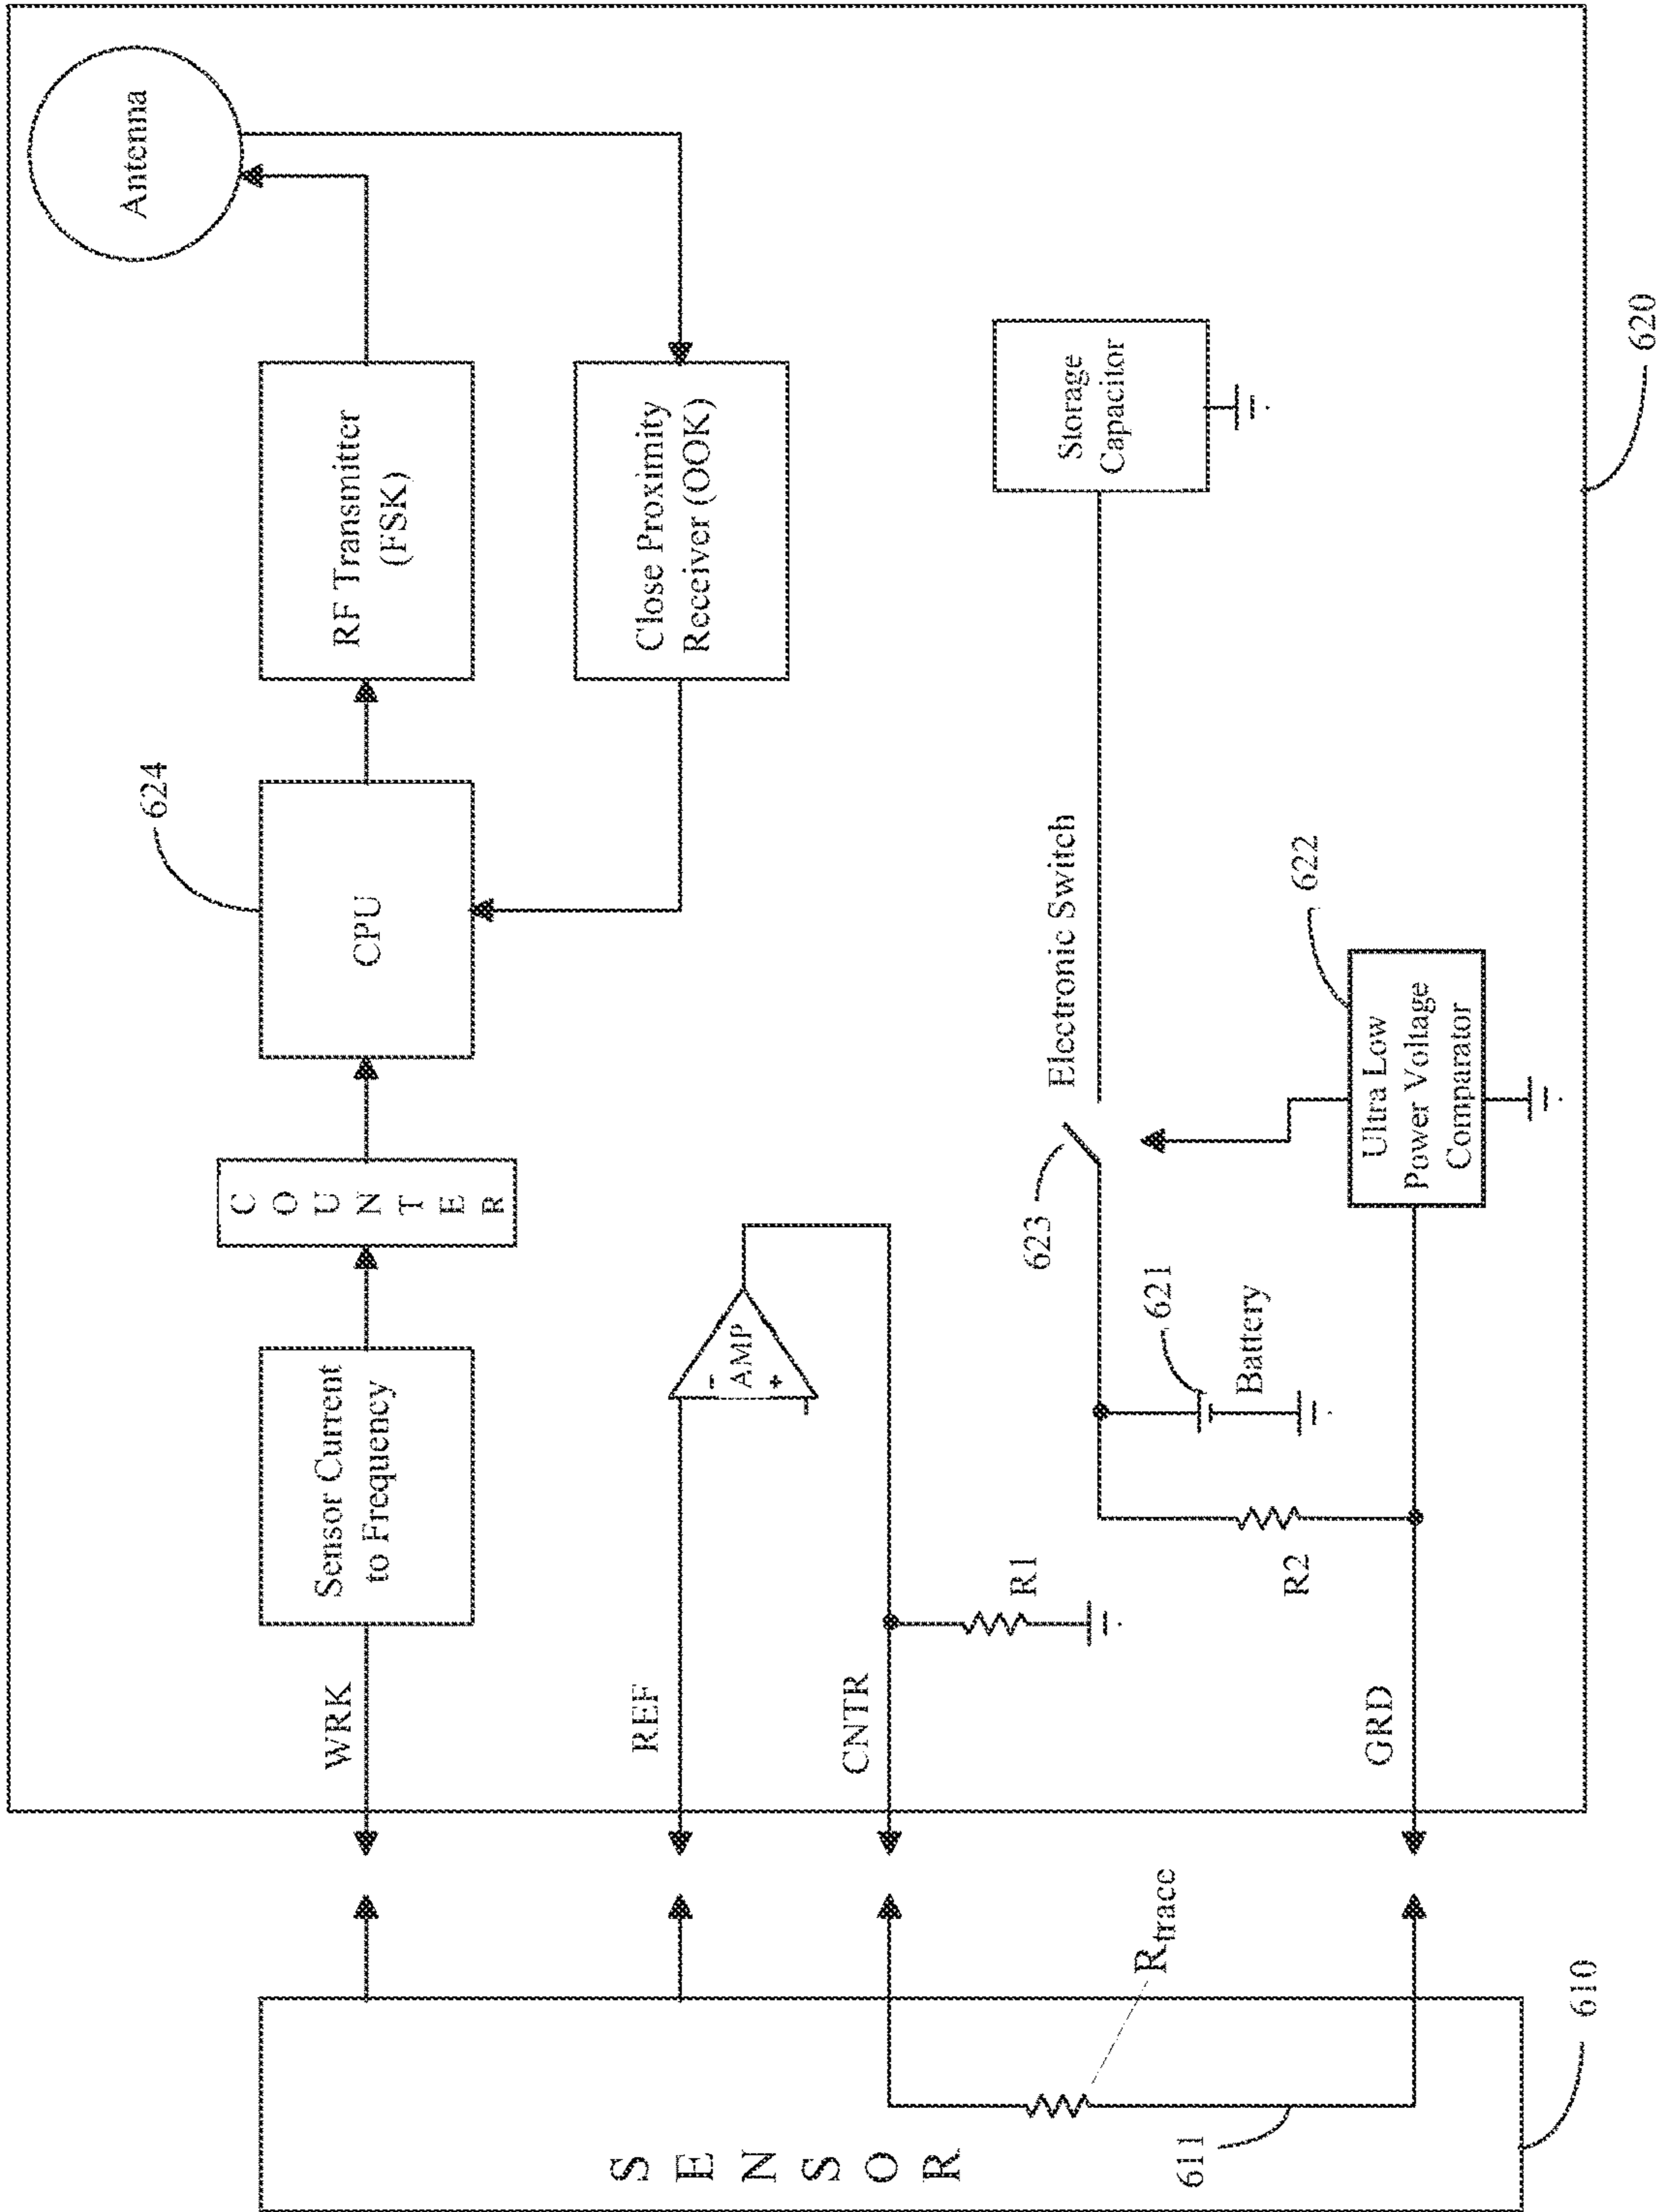 SENSOR
611
Rtrace
610
WRK
REF
CNTR
GRD
Sensor Current
to Frequency
COUNTER
CPU
624
RF Transmitter
(FSK)
Antenna
Close Proximity
Receiver (OOK)
-
AMP
+
R1
R2
621
Battery
623
Electronic Switch
Storage
Capacitor
622
Ultra Low
Power Voltage
Comparator
620